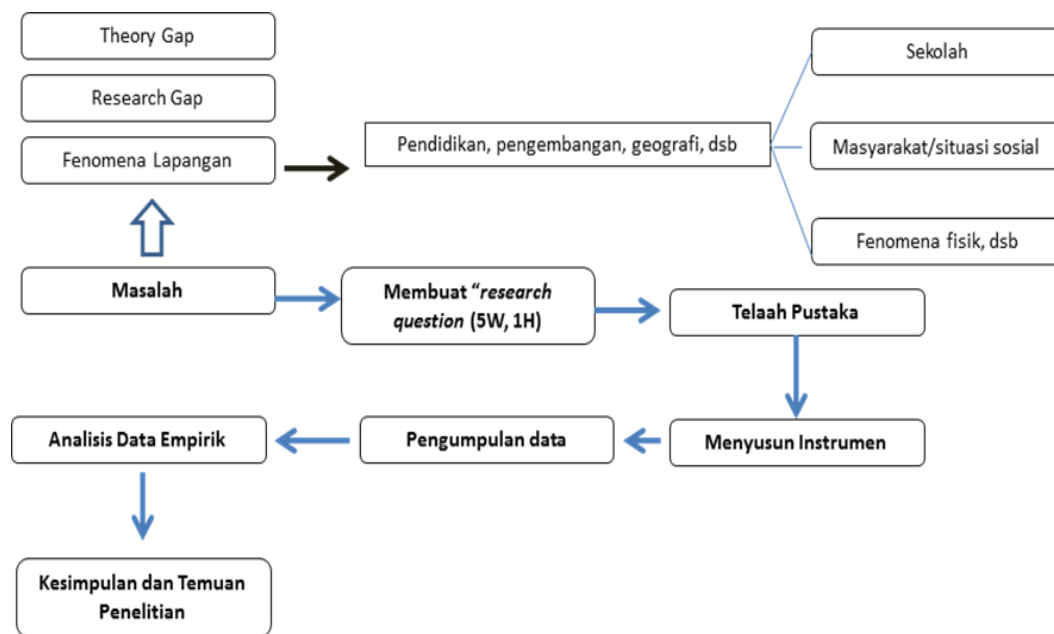 Theory Gap
Research Gap
Fenomena Lapangan
Pendidikan, pengembangan, geografi, dsb
Sekolah
Masyarakat/situasi sosial
Fenomena fisik, dsb
Masalah
Membuat “research
question (5W, 1H)
Telaah Pustaka
Analisis Data Empirik
Pengumpulan data
Menyusun Instrumen
Kesimpulan dan Temuan
Penelitian